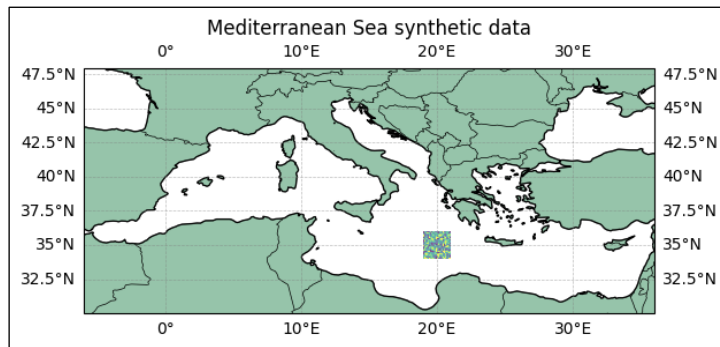 Mediterranean Sea synthetic data
0° 10°E 20°E 30°E
47.5°N 47.5°N
45°N 45°N
42.5°N 42.5°N
40°N 40°N
37.5°N 37.5°N
35°N 35°N
32.5°N 32.5°N
0° 10°E 20°E 30°E